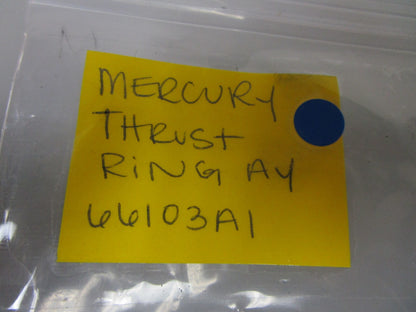 MERCURY
THRUST
RING AY
66103A1